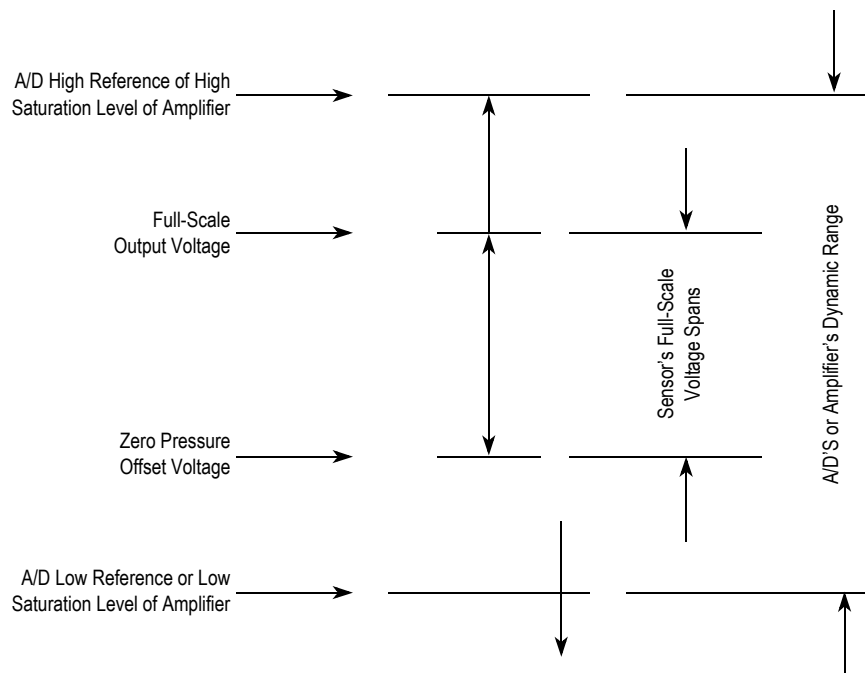 A/D High Reference of High
Saturation Level of Amplifier
Full-Scale
Output Voltage
Sensor's Full-Scale
Voltage Spans
A/D'S or Amplifier's Dynamic Range
Zero Pressure
Offset Voltage
A/D Low Reference or Low
Saturation Level of Amplifier